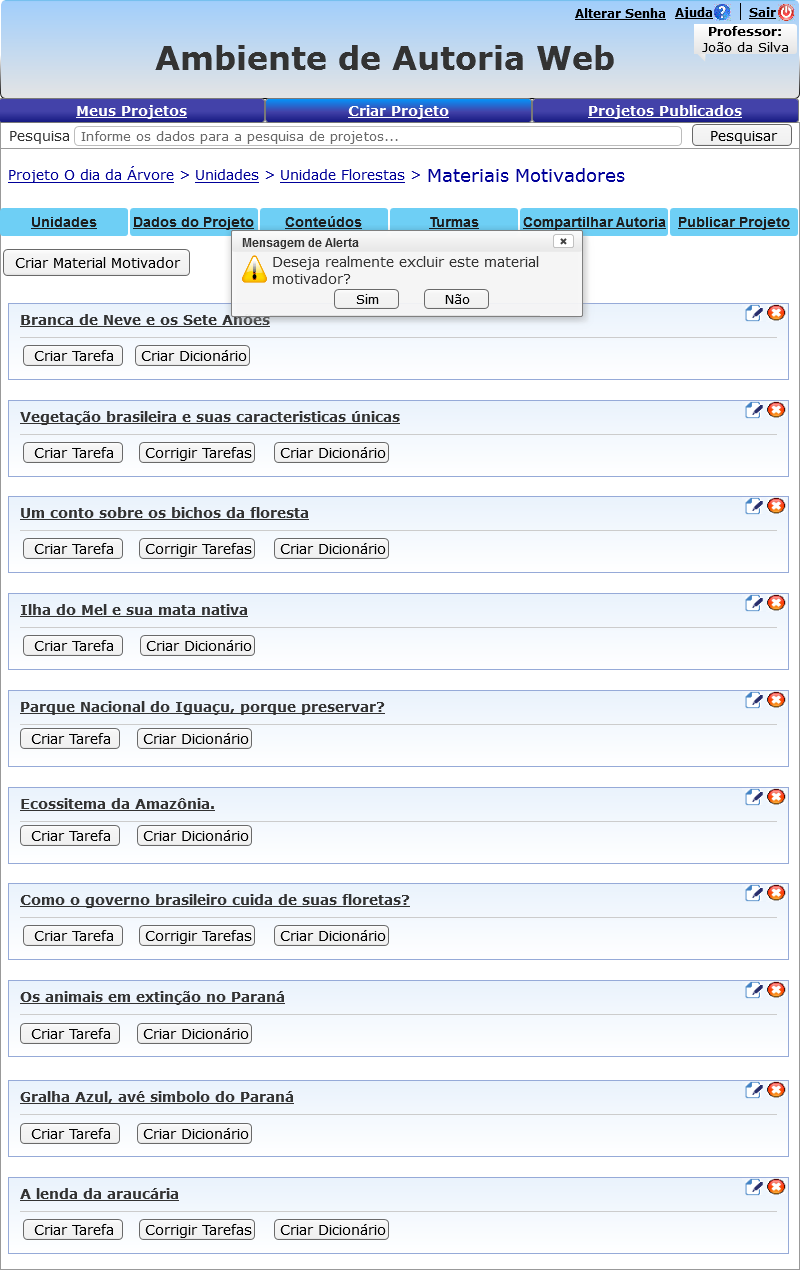 Alterar Senha Ajuda? Sair
Professor:
João da Silva
Ambiente de Autoria Web
Meus Projetos Criar Projeto Projetos Publicados
Pesquisa Informe os dados para a pesquisa de projetos... Pesquisar
Projeto O dia da Árvore > Unidades > Unidade Florestas > Materiais Motivadores
Unidades Dados do Projeto Conteúdos Turmas Compartilhar Autoria Publicar Projeto
Mensagem de Alerta
Deseja realmente excluir este material
motivador?
Sim Não
Criar Material Motivador
Branca de Neve e os Sete Anões
Criar Tarefa Criar Dicionário
Vegetação brasileira e suas caracteristicas únicas
Criar Tarefa Corrigir Tarefas Criar Dicionário
Um conto sobre os bichos da floresta
Criar Tarefa Corrigir Tarefas Criar Dicionário
Ilha do Mel e sua mata nativa
Criar Tarefa Criar Dicionário
Parque Nacional do Iguaçu, porque preservar?
Criar Tarefa Criar Dicionário
Ecossitema da Amazônia.
Criar Tarefa Criar Dicionário
Como o governo brasileiro cuida de suas floretas?
Criar Tarefa Corrigir Tarefas Criar Dicionário
Os animais em extinção no Paraná
Criar Tarefa Criar Dicionário
Gralha Azul, avé simbolo do Paraná
Criar Tarefa Criar Dicionário
A lenda da araucária
Criar Tarefa Corrigir Tarefas Criar Dicionário